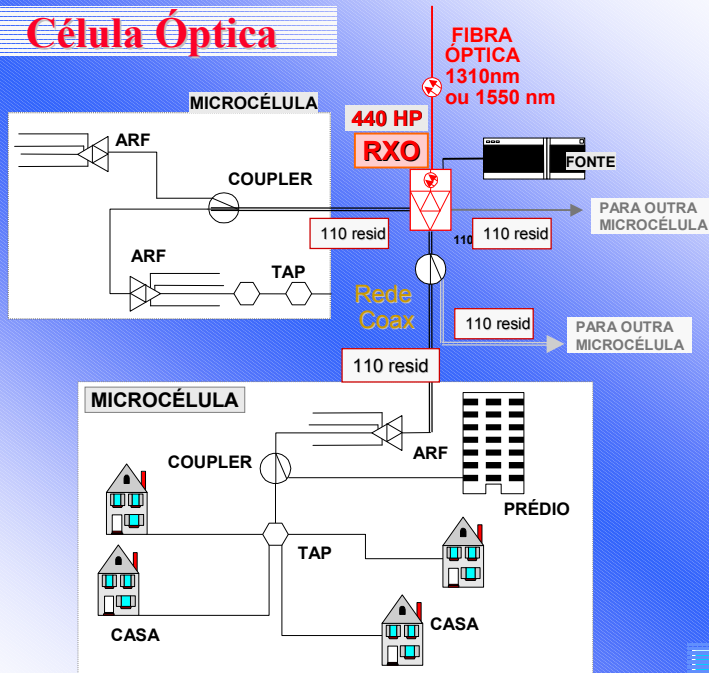 Célula Óptica
FIBRA
ÓPTICA
1310nm
ou 1550 nm
MICROCÉLULA
440 HP
RXO
FONTE
ARF
COUPLER
PARA OUTRA
MICROCÉLULA
110 resid
110
110 resid
ARF
TAP
Rede
Coax
110 resid
PARA OUTRA
MICROCÉLULA
110 resid
MICROCÉLULA
ARF
COUPLER
PRÉDIO
TAP
CASA
CASA